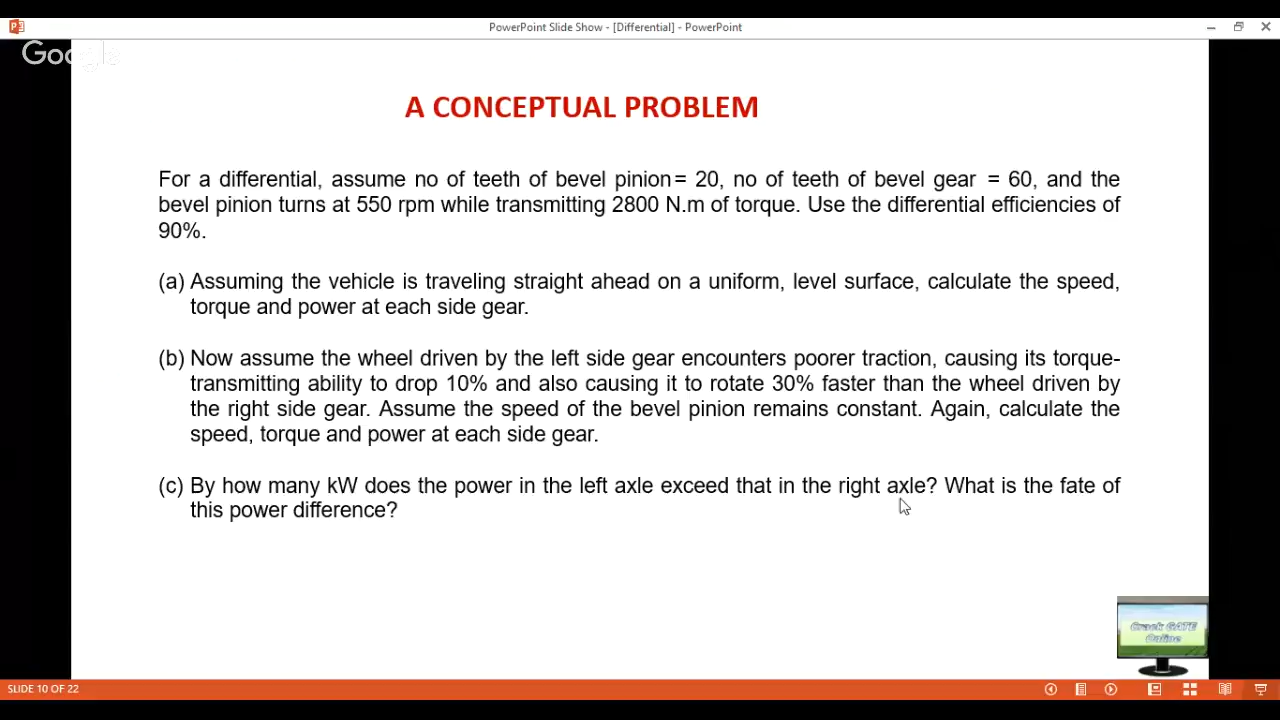 PowerPoint Slide Show - [Differential] - PowerPoint
Google
A CONCEPTUAL PROBLEM
For a differential, assume no of teeth of bevel pinion= 20, no of teeth of bevel gear = 60, and the
bevel pinion turns at 550 rpm while transmitting 2800 N.m of torque. Use the differential efficiencies of
90%.
(a) Assuming the vehicle is traveling straight ahead on a uniform, level surface, calculate the speed,
torque and power at each side gear.
(b) Now assume the wheel driven by the left side gear encounters poorer traction, causing its torque-
transmitting ability to drop 10% and also causing it to rotate 30% faster than the wheel driven by
the right side gear. Assume the speed of the bevel pinion remains constant. Again, calculate the
speed, torque and power at each side gear.
(c) By how many kW does the power in the left axle exceed that in the right axle? What is the fate of
this power difference?
Crack GATE
Online
SLIDE 10 OF 22